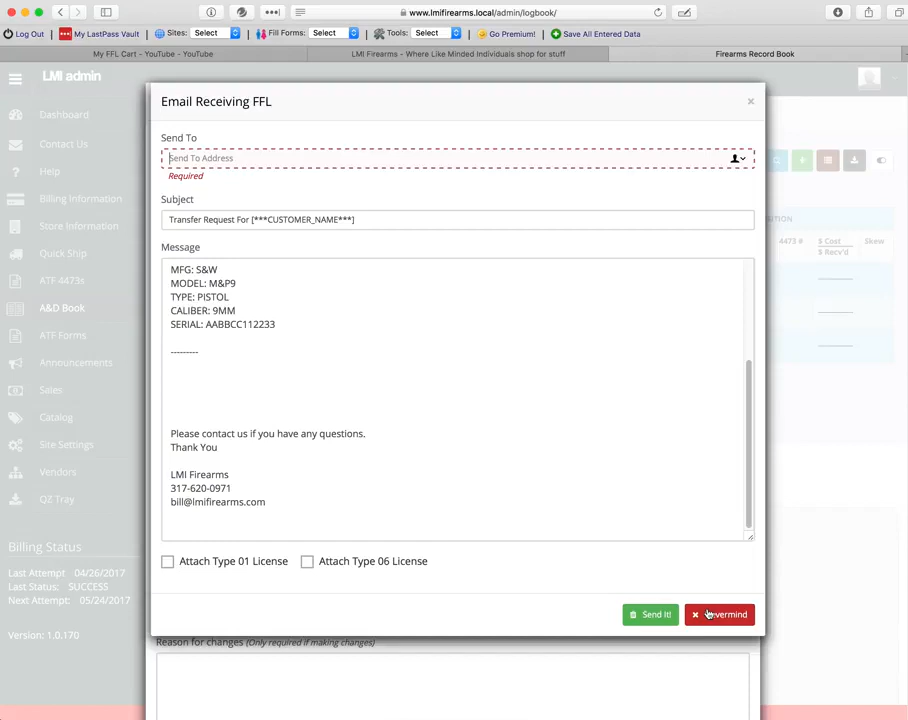 www.lmifirearms.local/admin/logbook/
Log Out
My LastPass Vault
Sites: Select
Fill Forms: Select
Tools: Select
Go Premium!
Save All Entered Data
My FFL Cart - YouTube - YouTube
LMI Firearms - Where Like Minded Individuals shop for stuff
Firearms Record Book
LMI admin
Dashboard
Contact Us
Help
Billing Information
Store Information
Quick Ship
ATF 4473s
A&D Book
ATF Forms
Announcements
Sales
Catalog
Site Settings
Vendors
QZ Tray
Billing Status
Last Attempt 04/26/2017
Last Status: SUCCESS
Next Attempt: 05/24/2017
Version: 1.0.170
Email Receiving FFL
×
Send To
Send To Address
Required
Subject
Transfer Request For [***CUSTOMER_NAME***]
Message
MFG: S&W
MODEL: M&P9
TYPE: PISTOL
CALIBER: 9MM
SERIAL: AABBCC112233
---------
Please contact us if you have any questions.
Thank You
LMI Firearms
317-620-0971
bill@lmifirearms.com
Attach Type 01 License
Attach Type 06 License
Send It!
Reason for changes (Only required if making changes)
4473 #
$ Cost
$ Recv'd
Skew